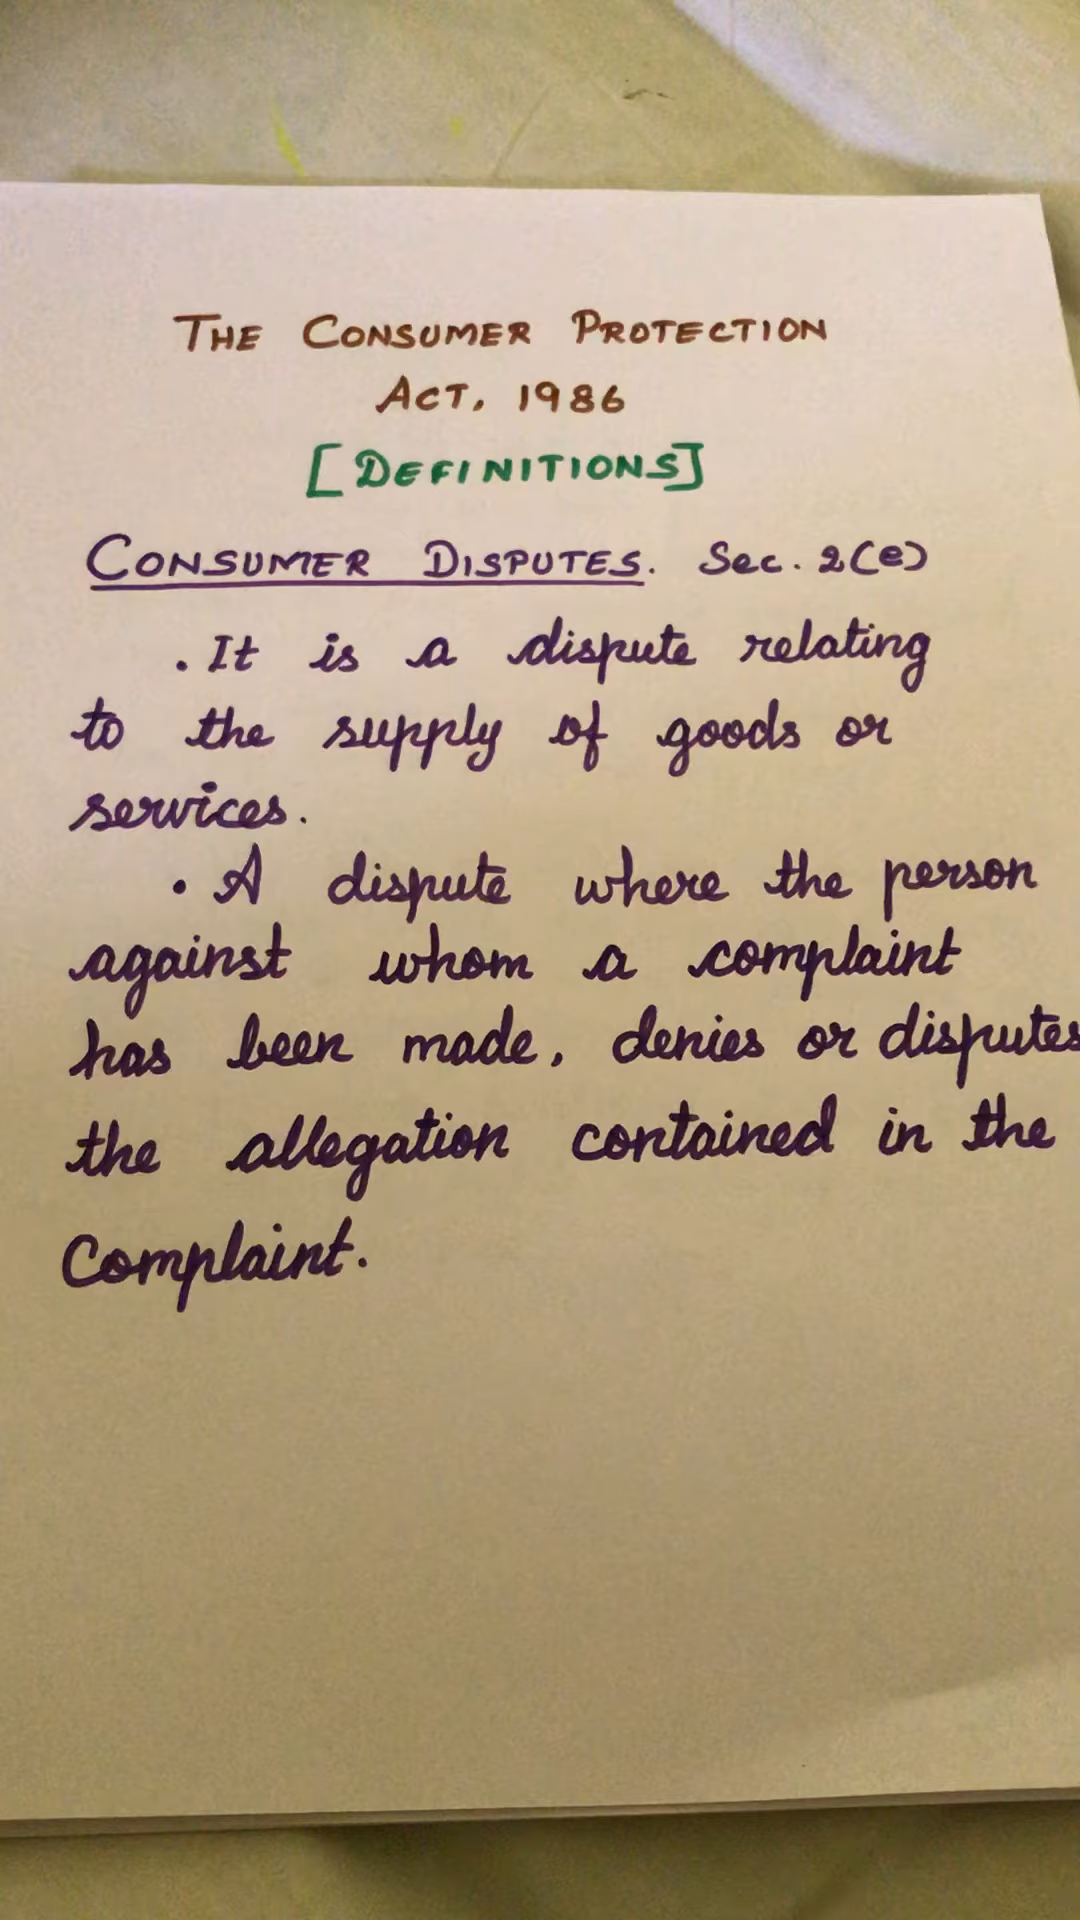 THE CONSUMER PROTECTION
ACT, 1986
[DEFINITIONS]
CONSUMER DISPUTES. Sec. 2(e)
• It is a dispute relating
to the supply of goods or
services.
• A dispute where the person
against whom a complaint
has been made, denies or disputes
the allegation contained in the
Complaint.